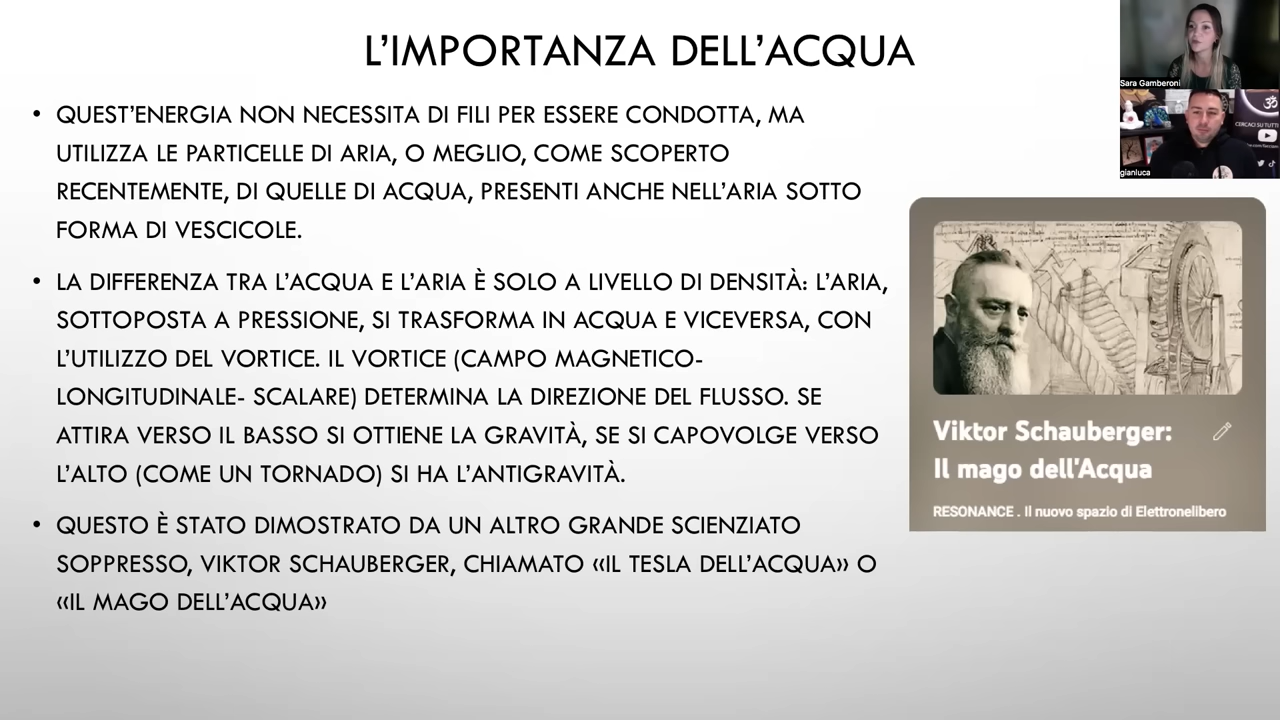 L'IMPORTANZA DELL'ACQUA
• QUEST'ENERGIA NON NECESSITA DI FILI PER ESSERE CONDOTTA, MA
UTILIZZA LE PARTICELLE DI ARIA, O MEGLIO, COME SCOPERTO
RECENTEMENTE, DI QUELLE DI ACQUA, PRESENTI ANCHE NELL'ARIA SOTTO
FORMA DI VESCICOLE.
• LA DIFFERENZA TRA L'ACQUA E L'ARIA È SOLO A LIVELLO DI DENSITÀ: L'ARIA,
SOTTOPOSTA A PRESSIONE, SI TRASFORMA IN ACQUA E VICEVERSA, CON
L'UTILIZZO DEL VORTICE. IL VORTICE (CAMPO MAGNETICO-
LONGITUDINALE- SCALARE) DETERMINA LA DIREZIONE DEL FLUSSO. SE
ATTIRA VERSO IL BASSO SI OTTIENE LA GRAVITÀ, SE SI CAPOVOLGE VERSO
L'ALTO (COME UN TORNADO) SI HA L'ANTIGRAVITÀ.
• QUESTO È STATO DIMOSTRATO DA UN ALTRO GRANDE SCIENZIATO
SOPPRESSO, VIKTOR SCHAUBERGER, CHIAMATO «IL TESLA DELL'ACQUA» O
«IL MAGO DELL'ACQUA»
Sara Gamberoni
CERCACI SU TUTTI
gianluca
Viktor Schauberger:
Il mago dell'Acqua
RESONANCE . Il nuovo spazio di Elettronelibero